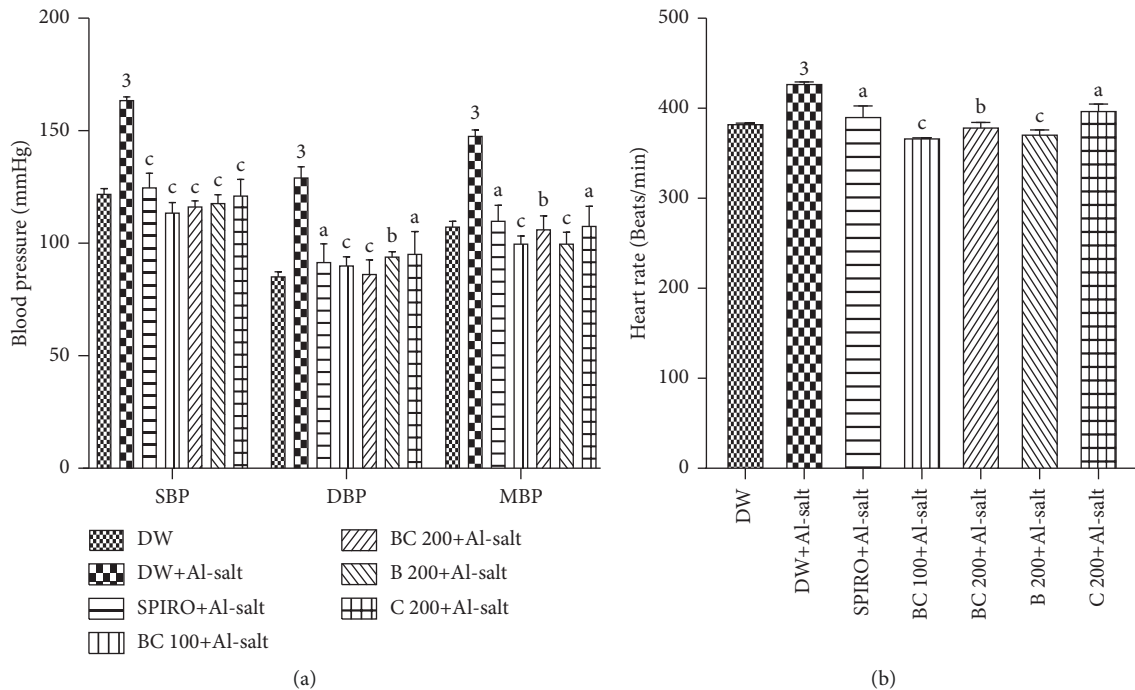 (a)
Blood pressure (mmHg)
200
150
100
50
0
3
c
c
c
c
c
3
a
c
c
b
a
3
a
c
b
c
a
SBP
DBP
MBP
DW
DW+Al-salt
SPIRO+Al-salt
BC 100+Al-salt
BC 200+Al-salt
B 200+Al-salt
C 200+Al-salt
(b)
Heart rate (Beats/min)
500
400
300
200
100
0
3
a
c
b
c
a
DW
DW+Al-salt
SPIRO+Al-salt
BC 100+Al-salt
BC 200+Al-salt
B 200+Al-salt
C 200+Al-salt